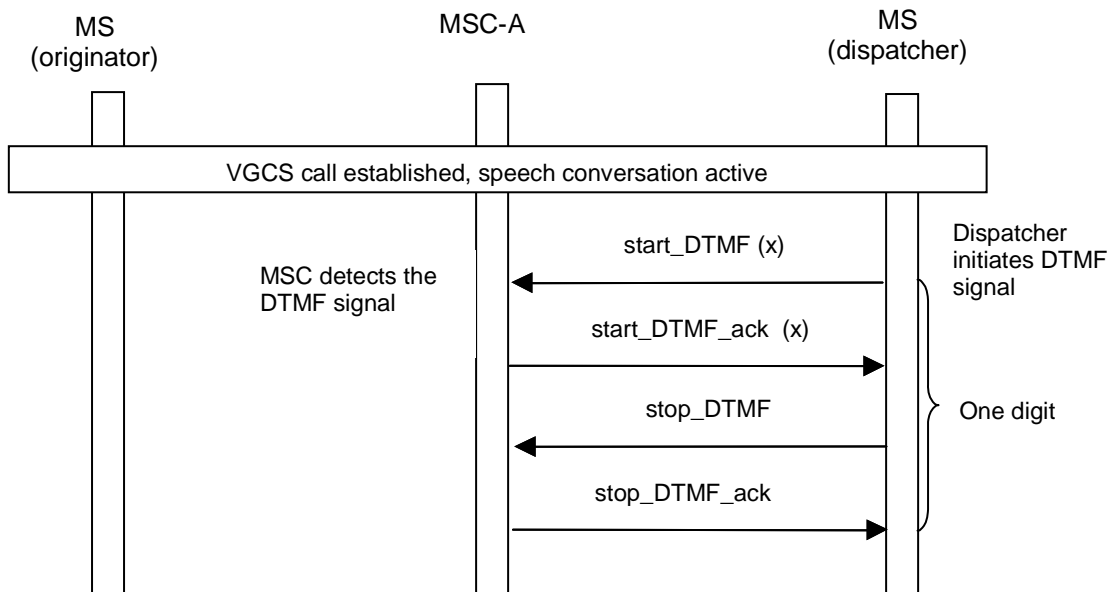 MS
(originator)
MSC-A
MS
(dispatcher)
VGCS call established, speech conversation active
start_DTMF (x)
Dispatcher
initiates DTMF
signal
MSC detects the
DTMF signal
start_DTMF_ack (x)
stop_DTMF
One digit
stop_DTMF_ack